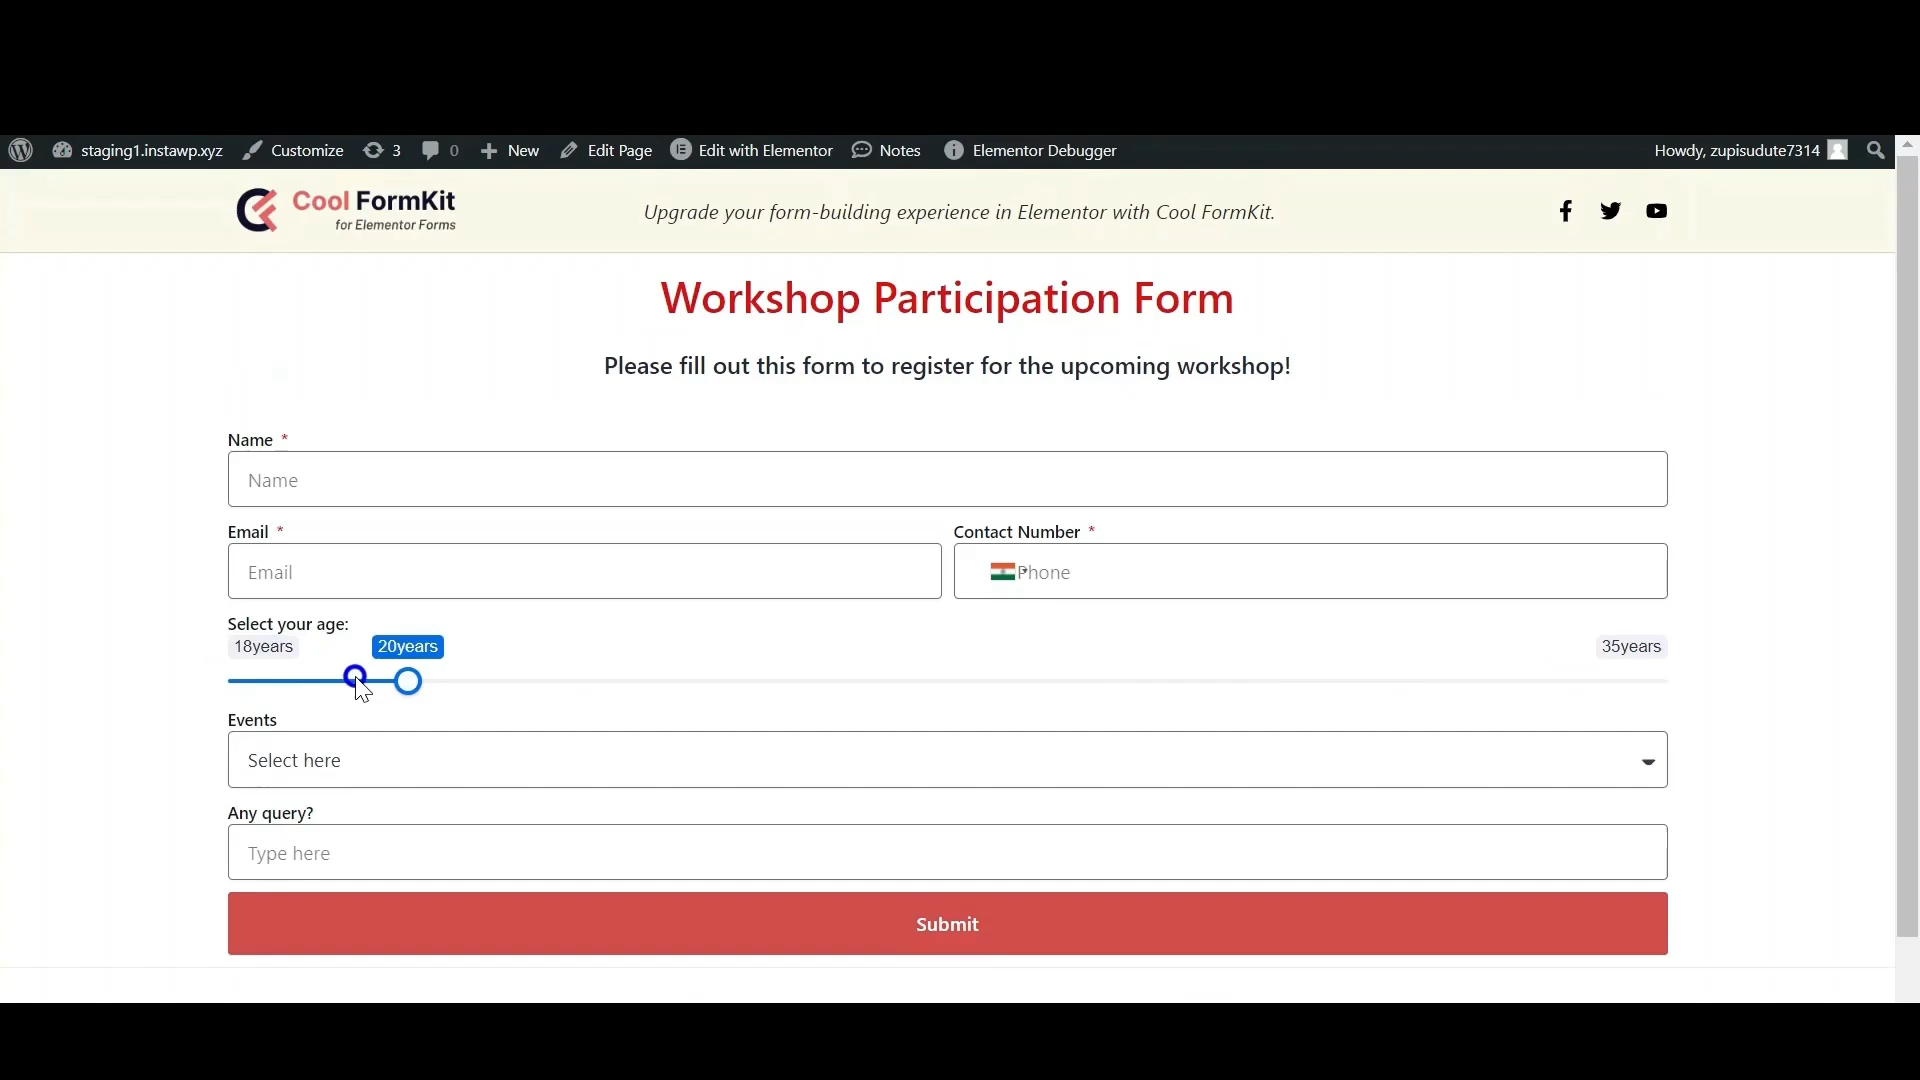 staging1.instawp.xyz Customize 3 0 New Edit Page Edit with Elementor Notes Elementor Debugger Howdy, zupisudute7314
Cool FormKit
for Elementor Forms
Upgrade your form-building experience in Elementor with Cool FormKit.
Workshop Participation Form
Please fill out this form to register for the upcoming workshop!
Name *
Name
Email * Contact Number *
Email Phone
Select your age:
18years 20years 35years
Events
Select here
Any query?
Type here
Submit